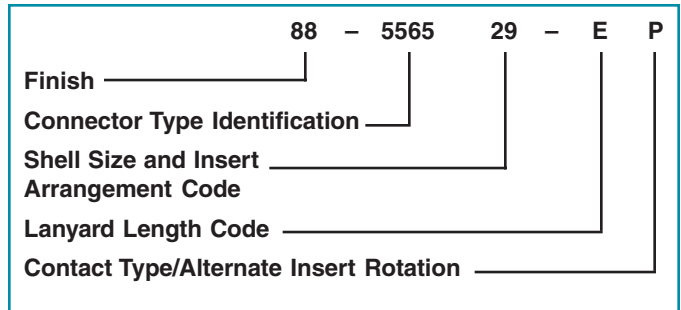 88 – 5565 29 – E P
Finish
Connector Type Identification
Shell Size and Insert
Arrangement Code
Lanyard Length Code
Contact Type/Alternate Insert Rotation